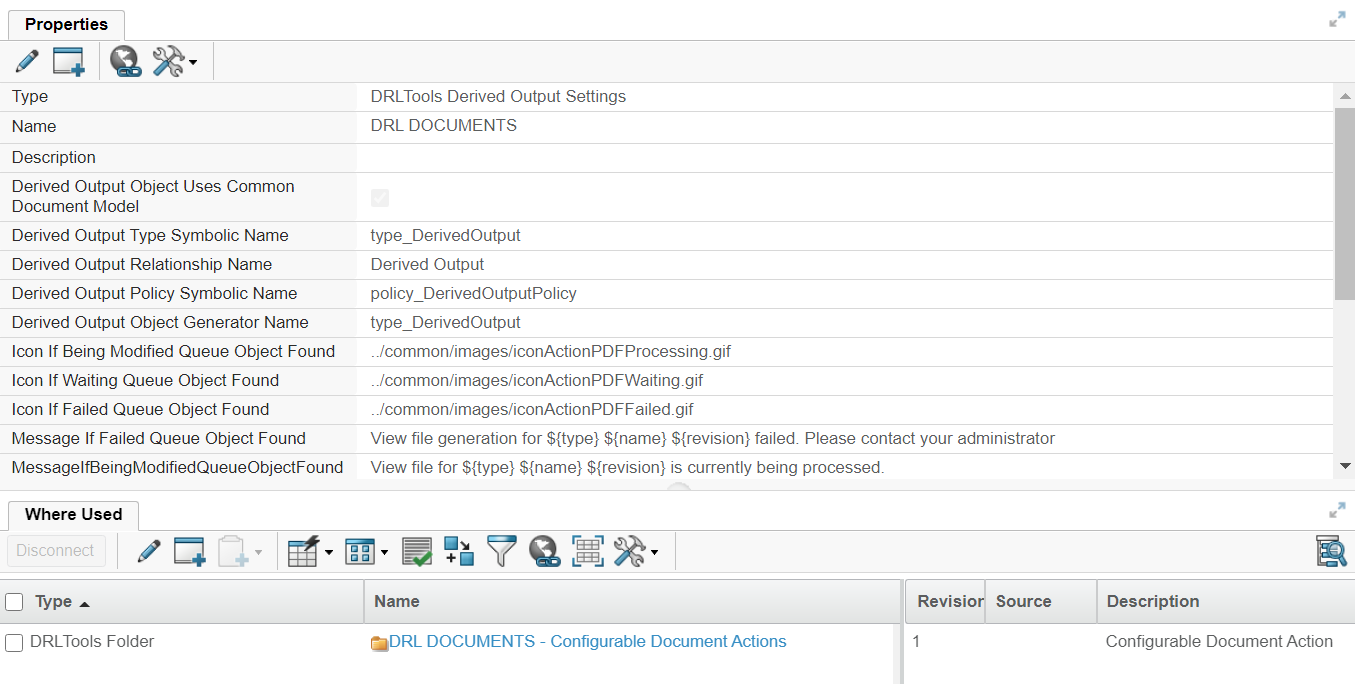 Properties
Type DRLTools Derived Output Settings
Name DRL DOCUMENTS
Description
Derived Output Object Uses Common
Document Model
Derived Output Type Symbolic Name type_DerivedOutput
Derived Output Relationship Name Derived Output
Derived Output Policy Symbolic Name policy_DerivedOutputPolicy
Derived Output Object Generator Name type_DerivedOutput
Icon If Being Modified Queue Object Found ../common/images/iconActionPDFProcessing.gif
Icon If Waiting Queue Object Found ../common/images/iconActionPDFWaiting.gif
Icon If Failed Queue Object Found ../common/images/iconActionPDFFailed.gif
Message If Failed Queue Object Found View file generation for ${type} ${name} ${revision} failed. Please contact your administrator
MessageIfBeingModifiedQueueObjectFound View file for ${type} ${name} ${revision} is currently being processed.
Where Used
Disconnect
Type Name Revision Source Description
DRLTools Folder DRL DOCUMENTS - Configurable Document Actions 1 Configurable Document Action